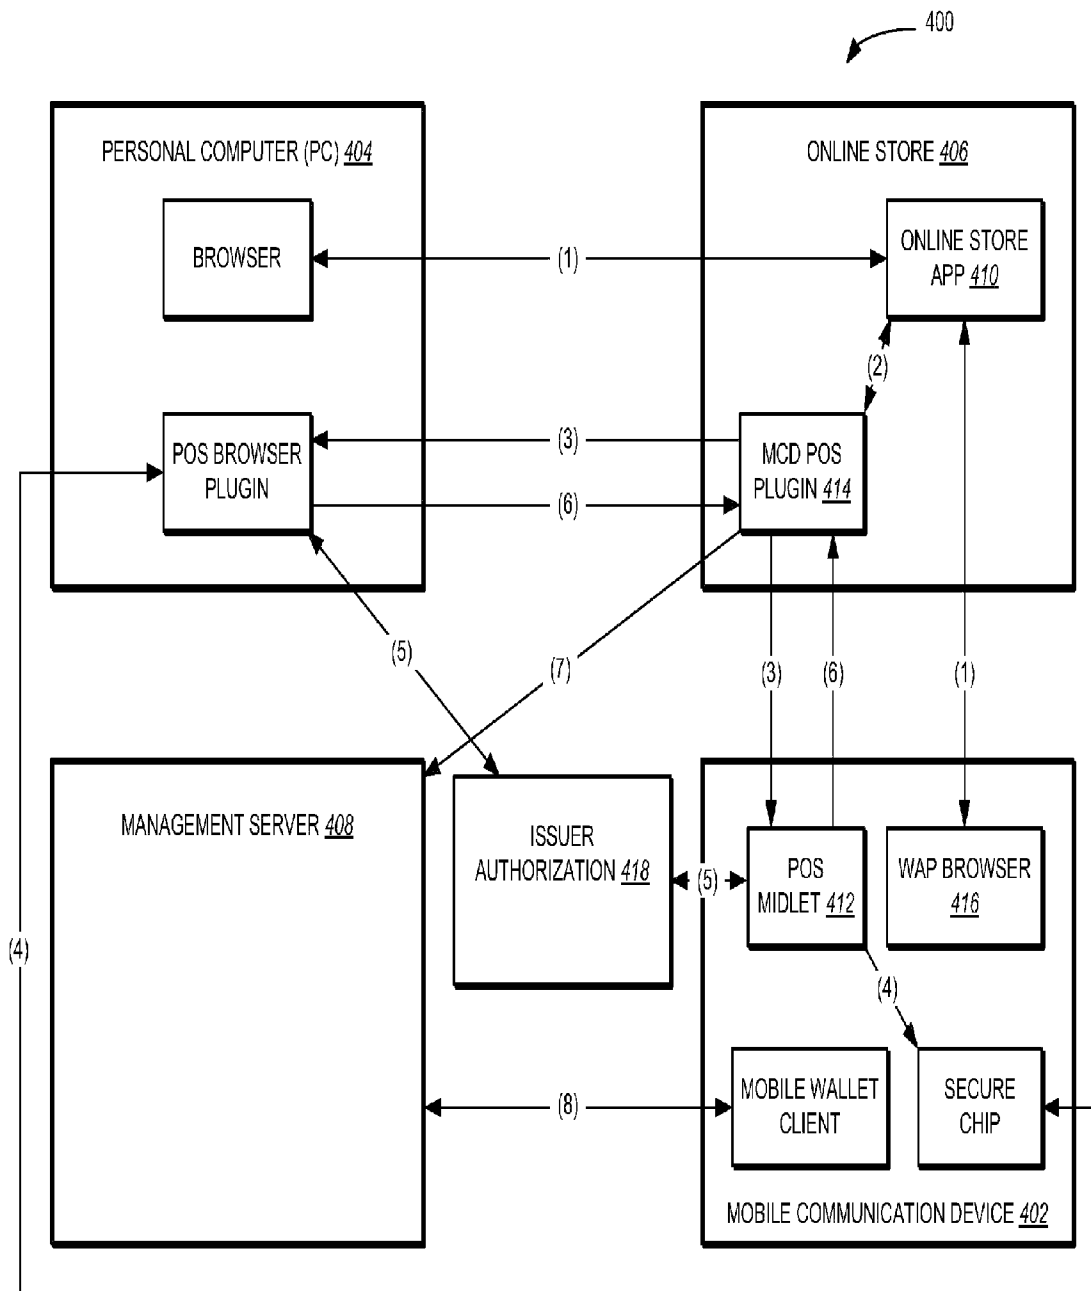 400
PERSONAL COMPUTER (PC) 404
ONLINE STORE 406
BROWSER
(1)
ONLINE STORE
APP 410
(2)
POS BROWSER
PLUGIN
(3)
(6)
MCD POS
PLUGIN 414
(5)
(7)
(3)
(6)
(1)
MANAGEMENT SERVER 408
ISSUER
AUTHORIZATION 418
(5)
POS
MIDLET 412
WAP BROWSER
416
(4)
(4)
(8)
MOBILE WALLET
CLIENT
SECURE
CHIP
MOBILE COMMUNICATION DEVICE 402